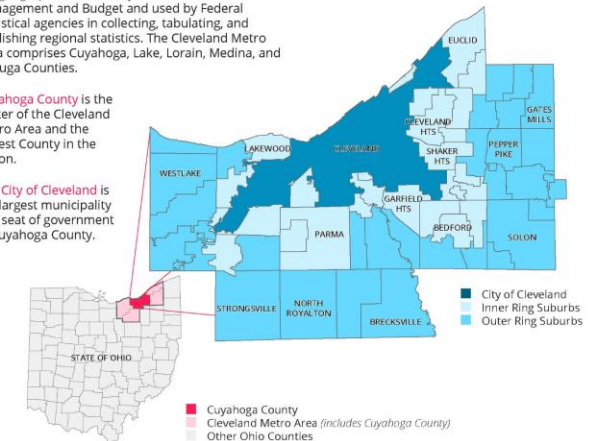 nagement and Budget and used by Federal
istical agencies in collecting, tabulating, and
lishing regional statistics. The Cleveland Metro
a comprises Cuyahoga, Lake, Lorain, Medina, and
uga Counties.
ahoga County is the
ter of the Cleveland
ro Area and the
est County in the
on.
City of Cleveland is
largest municipality
seat of government
uyahoga County.
EUCLID
CLEVELAND
HTS
GATES
MILLS
LAKEWOOD
CLEVELAND
SHAKER
HTS
PEPPER
PIKE
WESTLAKE
GARFIELD
HTS
PARMA
BEDFORD
SOLON
STRONGSVILLE
NORTH
ROYALTON
BRECKSVILLE
City of Cleveland
Inner Ring Suburbs
Outer Ring Suburbs
STATE OF OHIO
Cuyahoga County
Cleveland Metro Area (includes Cuyahoga County)
Other Ohio Counties